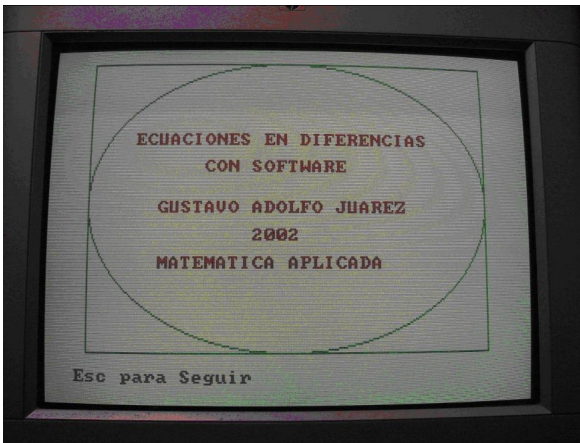 ECUACIONES EN DIFERENCIAS
CON SOFTWARE
GUSTAVO ADOLFO JUAREZ
2002
MATEMATICA APLICADA
Esc para Seguir